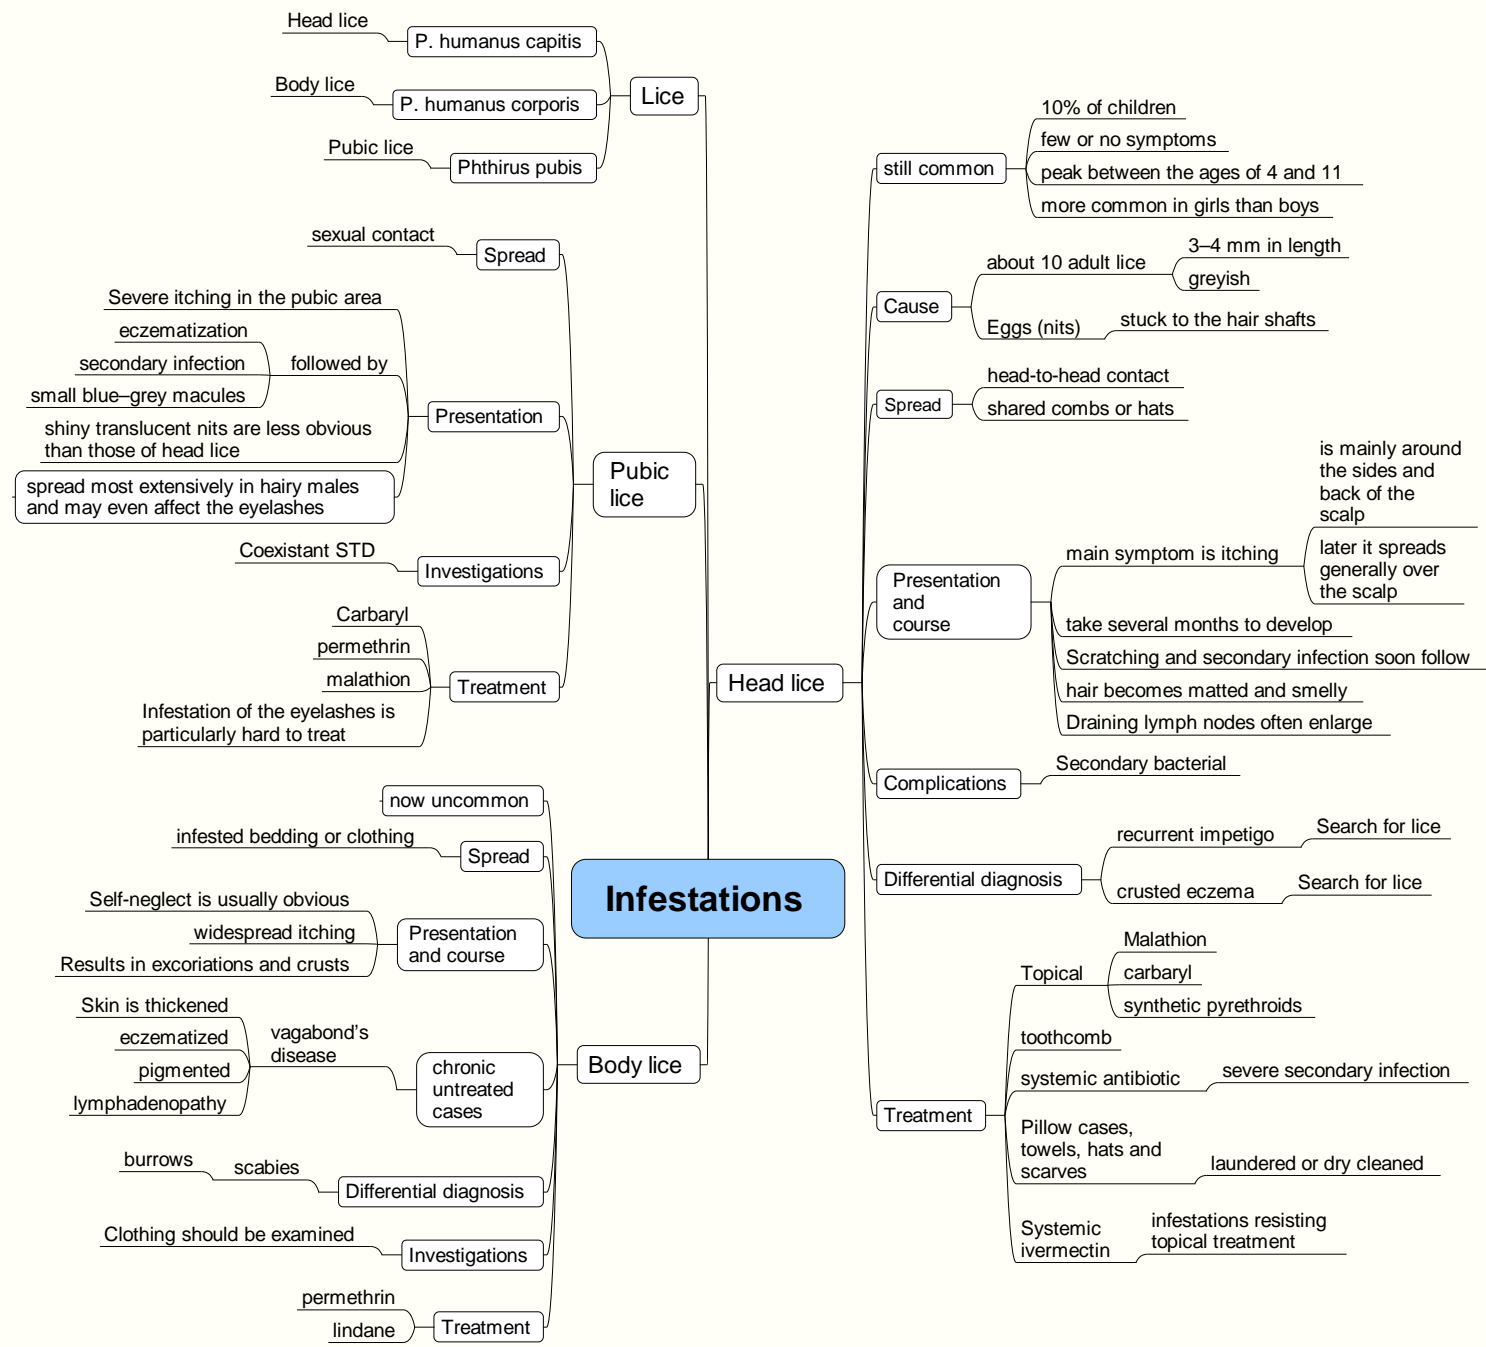 Infestations
Lice
P. humanus capitis
Head lice
P. humanus corporis
Body lice
Phthirus pubis
Pubic lice
Pubic
lice
Spread
sexual contact
Presentation
Severe itching in the pubic area
followed by
eczematization
secondary infection
small blue–grey macules
shiny translucent nits are less obvious
than those of head lice
spread most extensively in hairy males
and may even affect the eyelashes
Investigations
Coexistant STD
Treatment
Carbaryl
permethrin
malathion
Infestation of the eyelashes is
particularly hard to treat
Body lice
now uncommon
Spread
infested bedding or clothing
Presentation
and course
Self-neglect is usually obvious
widespread itching
Results in excoriations and crusts
chronic
untreated
cases
vagabond’s
disease
Skin is thickened
eczematized
pigmented
lymphadenopathy
Differential diagnosis
scabies
burrows
Investigations
Clothing should be examined
Treatment
permethrin
lindane
Head lice
still common
10% of children
few or no symptoms
peak between the ages of 4 and 11
more common in girls than boys
Cause
about 10 adult lice
3–4 mm in length
greyish
Eggs (nits)
stuck to the hair shafts
Spread
head-to-head contact
shared combs or hats
Presentation
and
course
main symptom is itching
is mainly around
the sides and
back of the
scalp
later it spreads
generally over
the scalp
take several months to develop
Scratching and secondary infection soon follow
hair becomes matted and smelly
Draining lymph nodes often enlarge
Complications
Secondary bacterial
Differential diagnosis
recurrent impetigo
Search for lice
crusted eczema
Search for lice
Treatment
Topical
Malathion
carbaryl
synthetic pyrethroids
toothcomb
systemic antibiotic
severe secondary infection
Pillow cases,
towels, hats and
scarves
laundered or dry cleaned
Systemic
ivermectin
infestations resisting
topical treatment